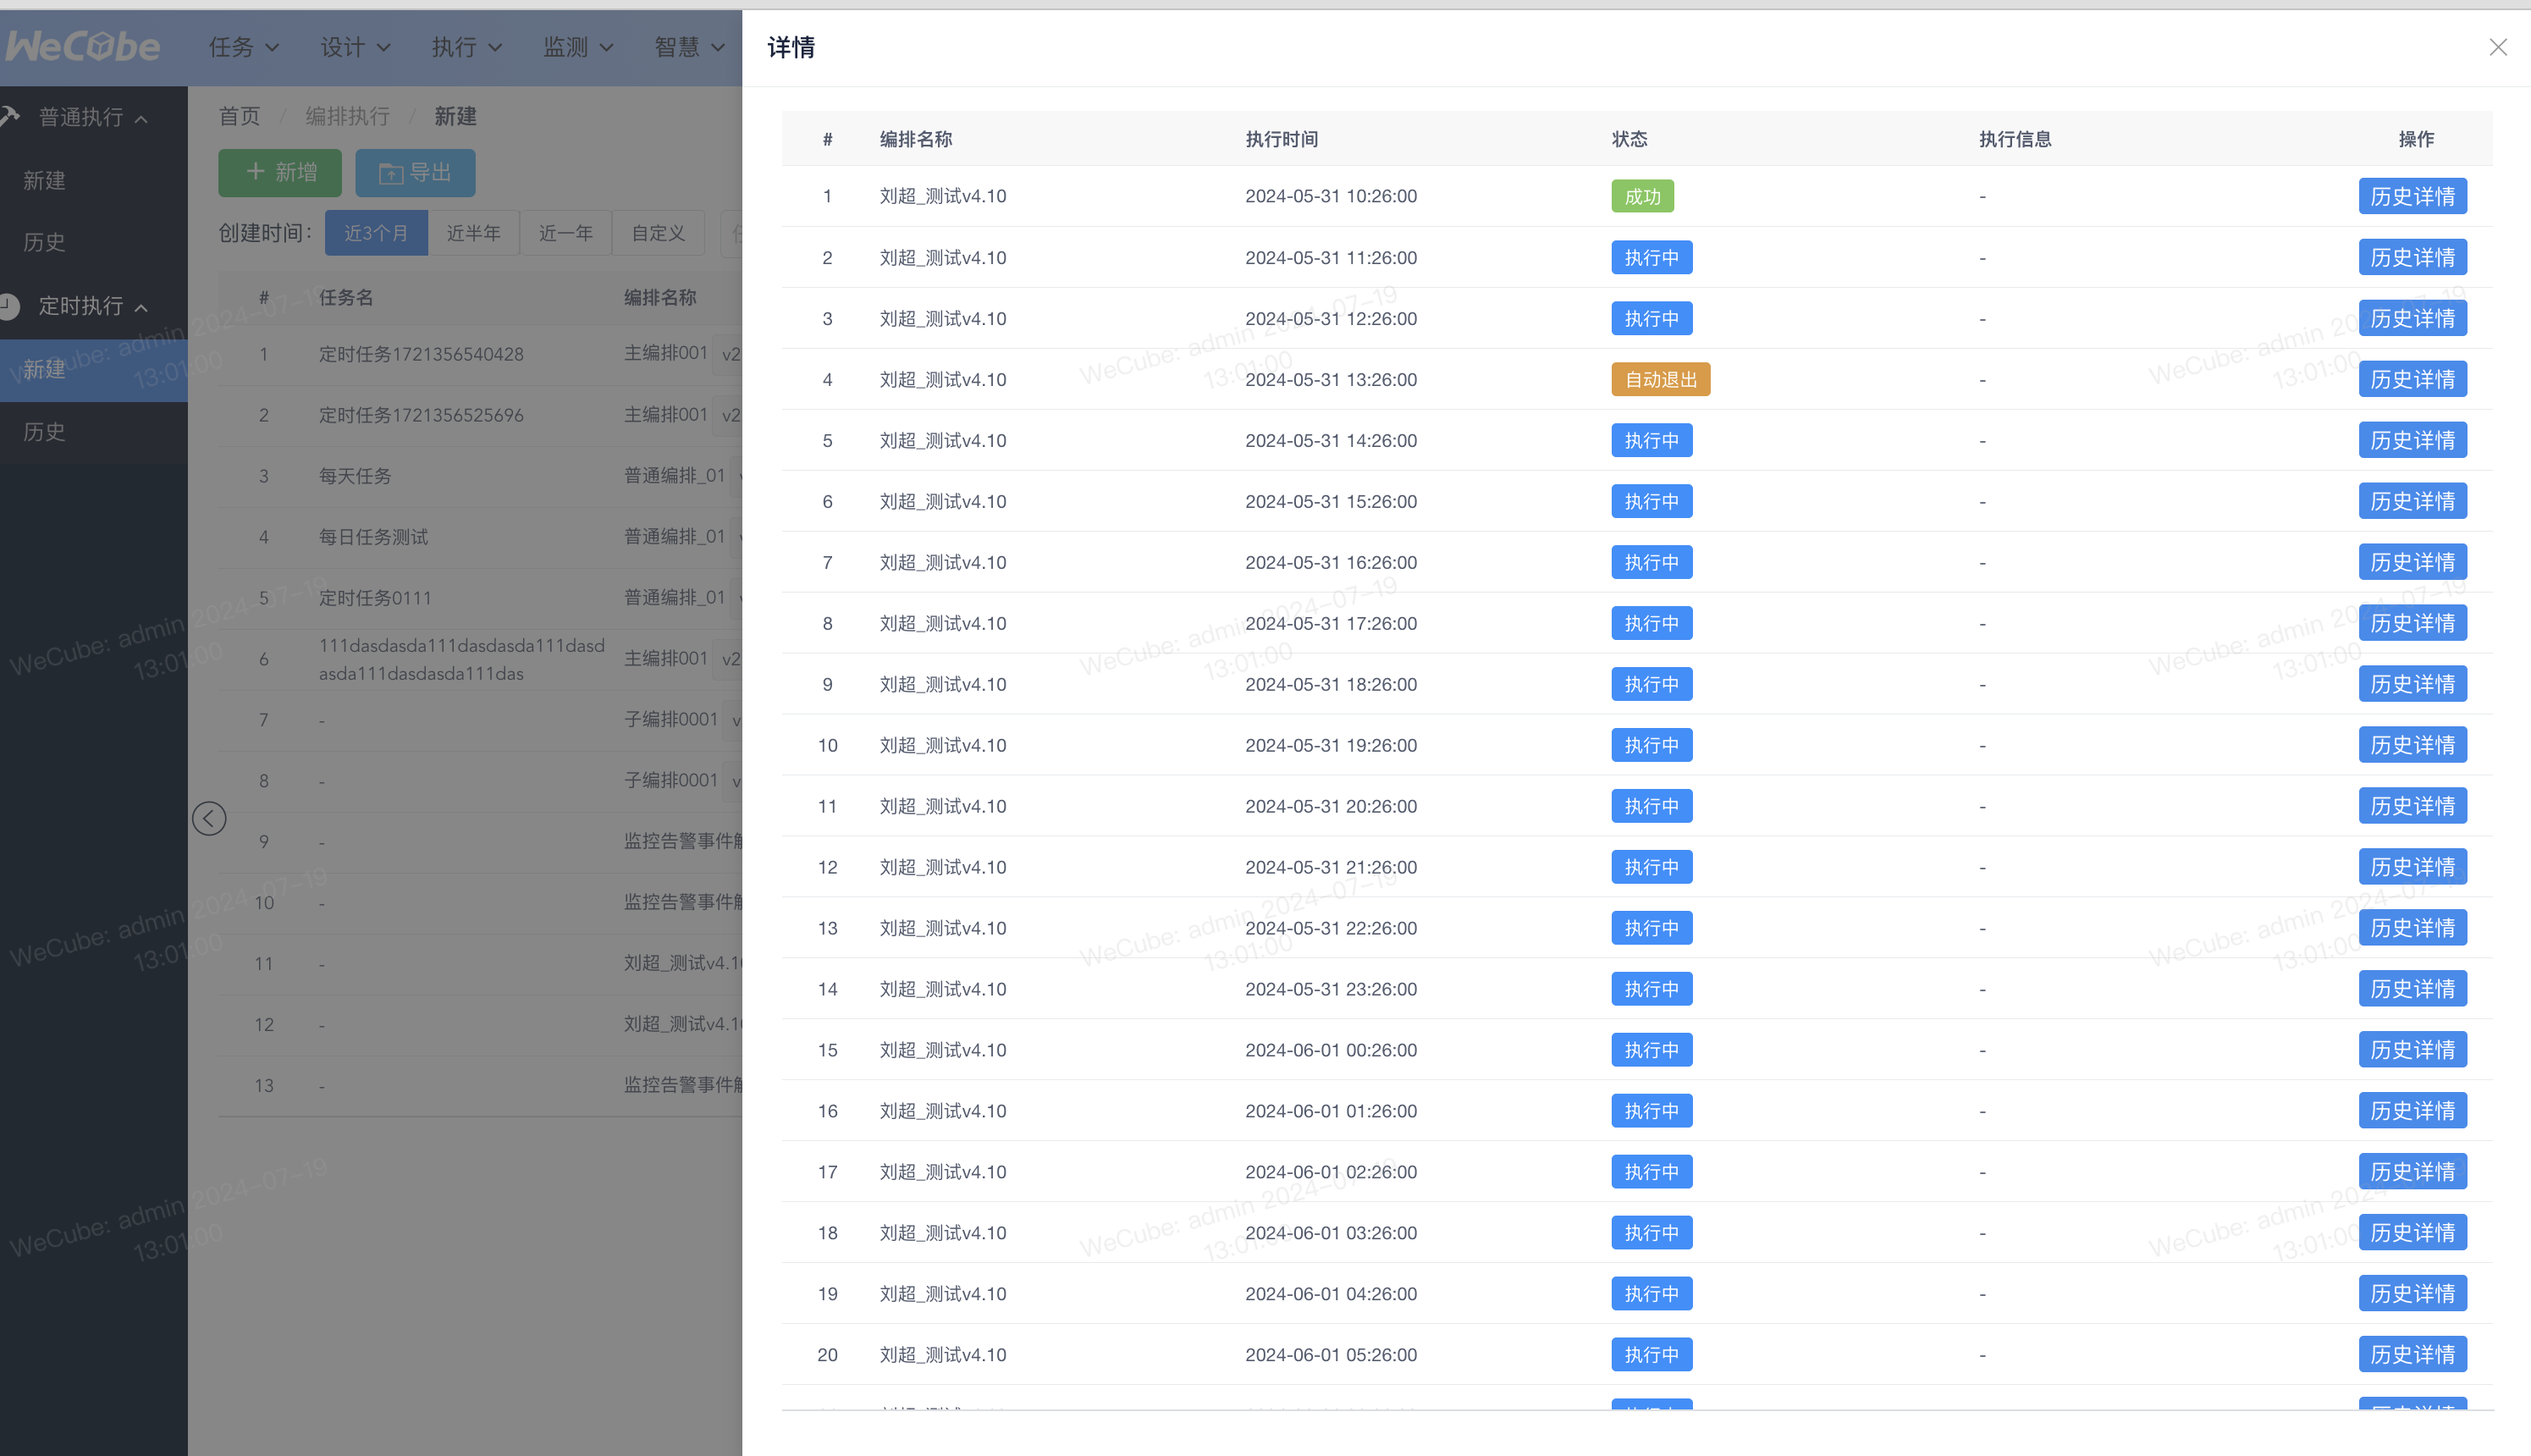 WeCube 任务 设计 执行 监测 智慧
详情
普通执行
新建
历史
定时执行
新建
历史
首页 / 编排执行 / 新建
+ 新增 导出
创建时间： 近3个月 近半年 近一年 自定义
# 任务名 编排名称
1 定时任务1721356540428 主编排001 v2
2 定时任务1721356525696 主编排001 v2
3 每天任务 普通编排_01
4 每日任务测试 普通编排_01
5 定时任务0111 普通编排_01
6 111dasdasda111dasdasda111dasd 主编排001 v2
asda111dasdasda111das
7 - 子编排0001 v
8 - 子编排0001 v
9 - 监控告警事件
10 - 监控告警事件
11 - 刘超_测试v4.1
12 - 刘超_测试v4.1
13 - 监控告警事件
# 编排名称 执行时间 状态 执行信息 操作
1 刘超_测试v4.10 2024-05-31 10:26:00 成功 - 历史详情
2 刘超_测试v4.10 2024-05-31 11:26:00 执行中 - 历史详情
3 刘超_测试v4.10 2024-05-31 12:26:00 执行中 - 历史详情
4 刘超_测试v4.10 2024-05-31 13:26:00 自动退出 - 历史详情
5 刘超_测试v4.10 2024-05-31 14:26:00 执行中 - 历史详情
6 刘超_测试v4.10 2024-05-31 15:26:00 执行中 - 历史详情
7 刘超_测试v4.10 2024-05-31 16:26:00 执行中 - 历史详情
8 刘超_测试v4.10 2024-05-31 17:26:00 执行中 - 历史详情
9 刘超_测试v4.10 2024-05-31 18:26:00 执行中 - 历史详情
10 刘超_测试v4.10 2024-05-31 19:26:00 执行中 - 历史详情
11 刘超_测试v4.10 2024-05-31 20:26:00 执行中 - 历史详情
12 刘超_测试v4.10 2024-05-31 21:26:00 执行中 - 历史详情
13 刘超_测试v4.10 2024-05-31 22:26:00 执行中 - 历史详情
14 刘超_测试v4.10 2024-05-31 23:26:00 执行中 - 历史详情
15 刘超_测试v4.10 2024-06-01 00:26:00 执行中 - 历史详情
16 刘超_测试v4.10 2024-06-01 01:26:00 执行中 - 历史详情
17 刘超_测试v4.10 2024-06-01 02:26:00 执行中 - 历史详情
18 刘超_测试v4.10 2024-06-01 03:26:00 执行中 - 历史详情
19 刘超_测试v4.10 2024-06-01 04:26:00 执行中 - 历史详情
20 刘超_测试v4.10 2024-06-01 05:26:00 执行中 - 历史详情
WeCube: admin 2024-07-19
13:01:00